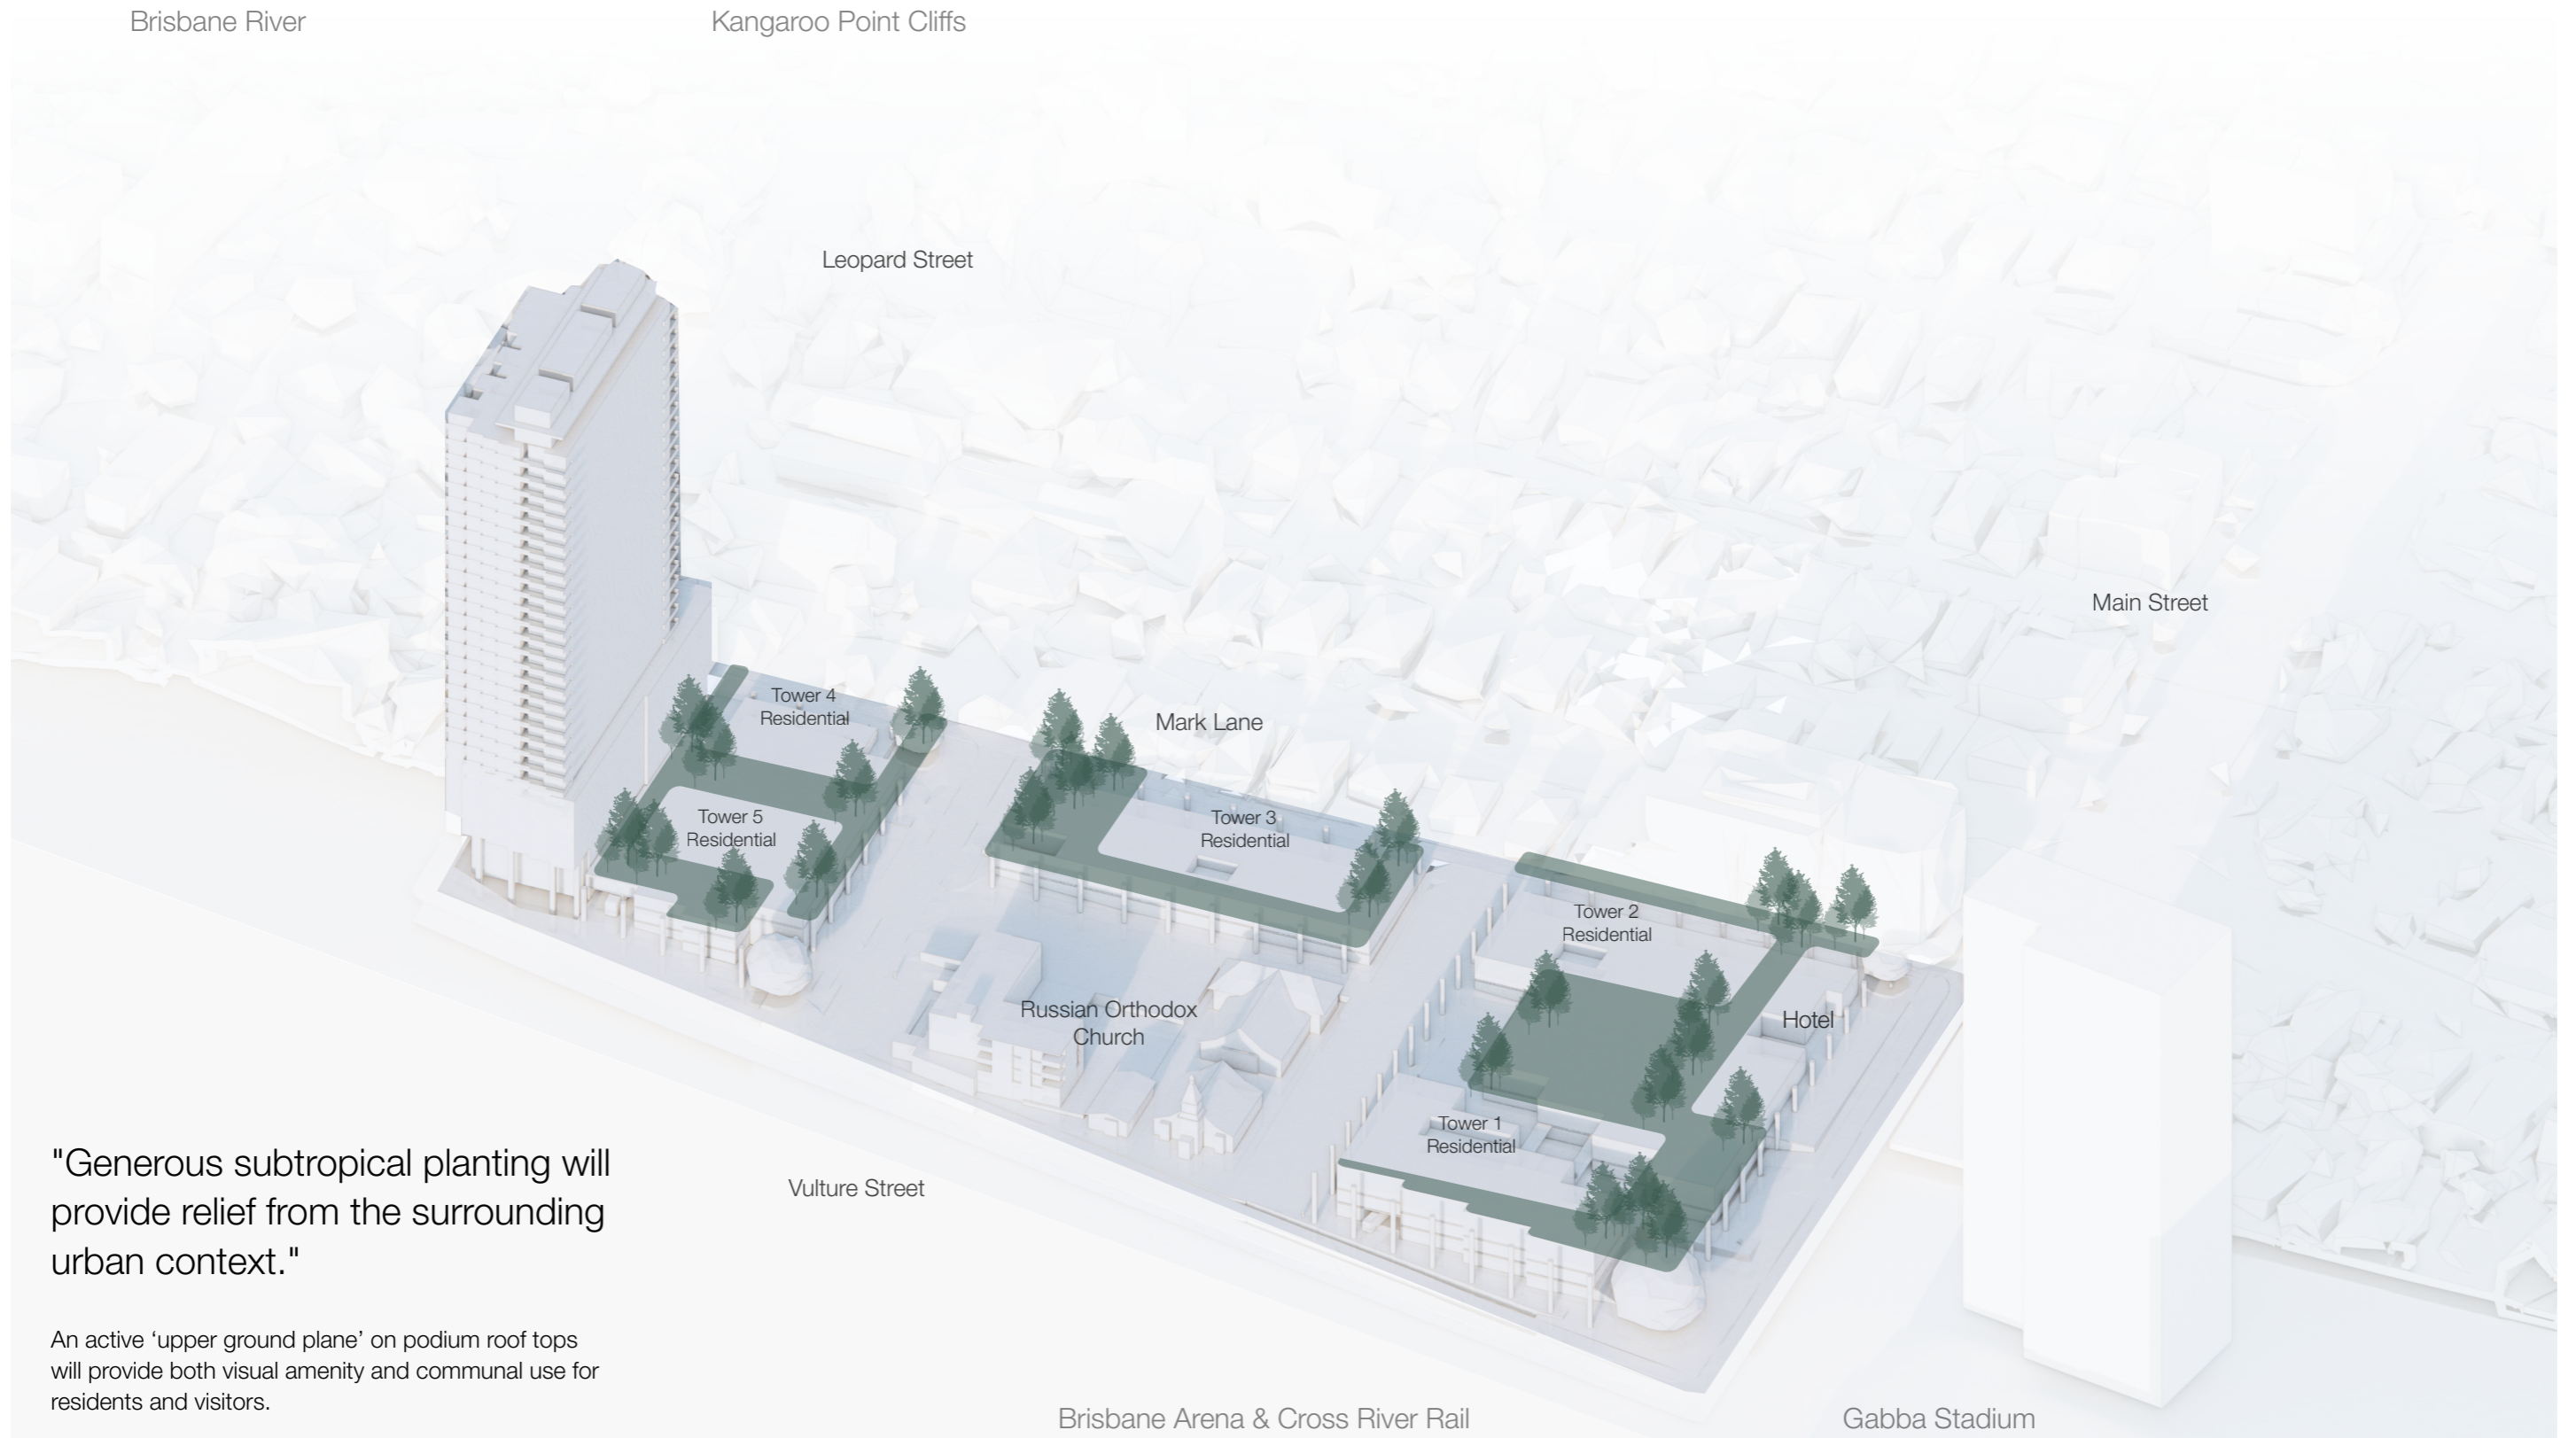 Brisbane River
Kangaroo Point Cliffs
Leopard Street
Main Street
Tower 4
Residential
Mark Lane
Tower 5
Residential
Tower 3
Residential
Tower 2
Residential
Russian Orthodox
Church
Hotel
Tower 1
Residential
Vulture Street
"Generous subtropical planting will
provide relief from the surrounding
urban context."
An active ‘upper ground plane’ on podium roof tops
will provide both visual amenity and communal use for
residents and visitors.
Brisbane Arena & Cross River Rail
Gabba Stadium